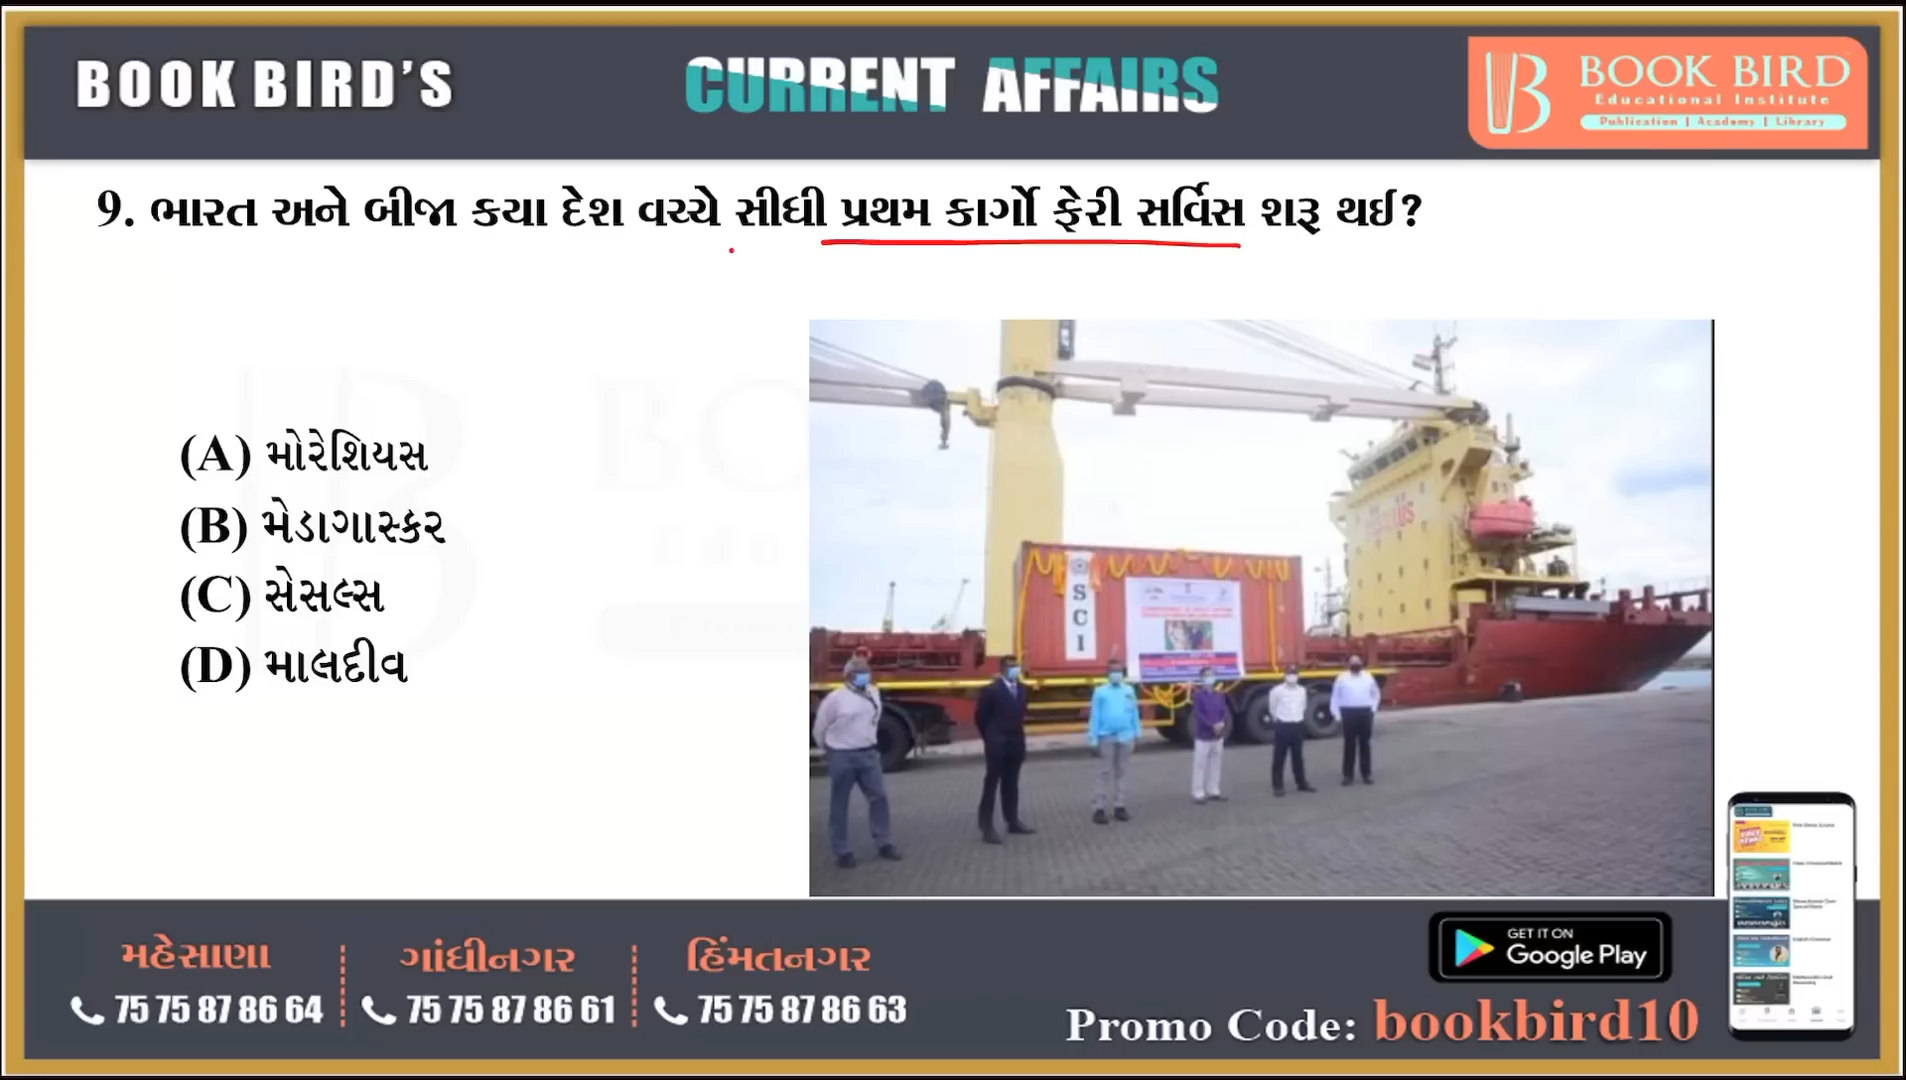 BOOK BIRD'S
CURRENT AFFAIRS
BOOK BIRD
Educational Institute
Publication | Academy | Library
9. ભારત અને બીજા કયા દેશ વચ્ચે સીધી પ્રથમ કાર્ગો ફેરી સર્વિસ શરૂ થઈ?
(A) મોરેશિયસ
(B) મેડાગાસ્કર
(C) સેસલ્સ
(D) માલદીવ
SCI
મહેસાણા
75 75 87 86 64
ગાંધીનગર
75 75 87 86 61
હિંમતનગર
75 75 87 86 63
GET IT ON
Google Play
Promo Code: bookbird10